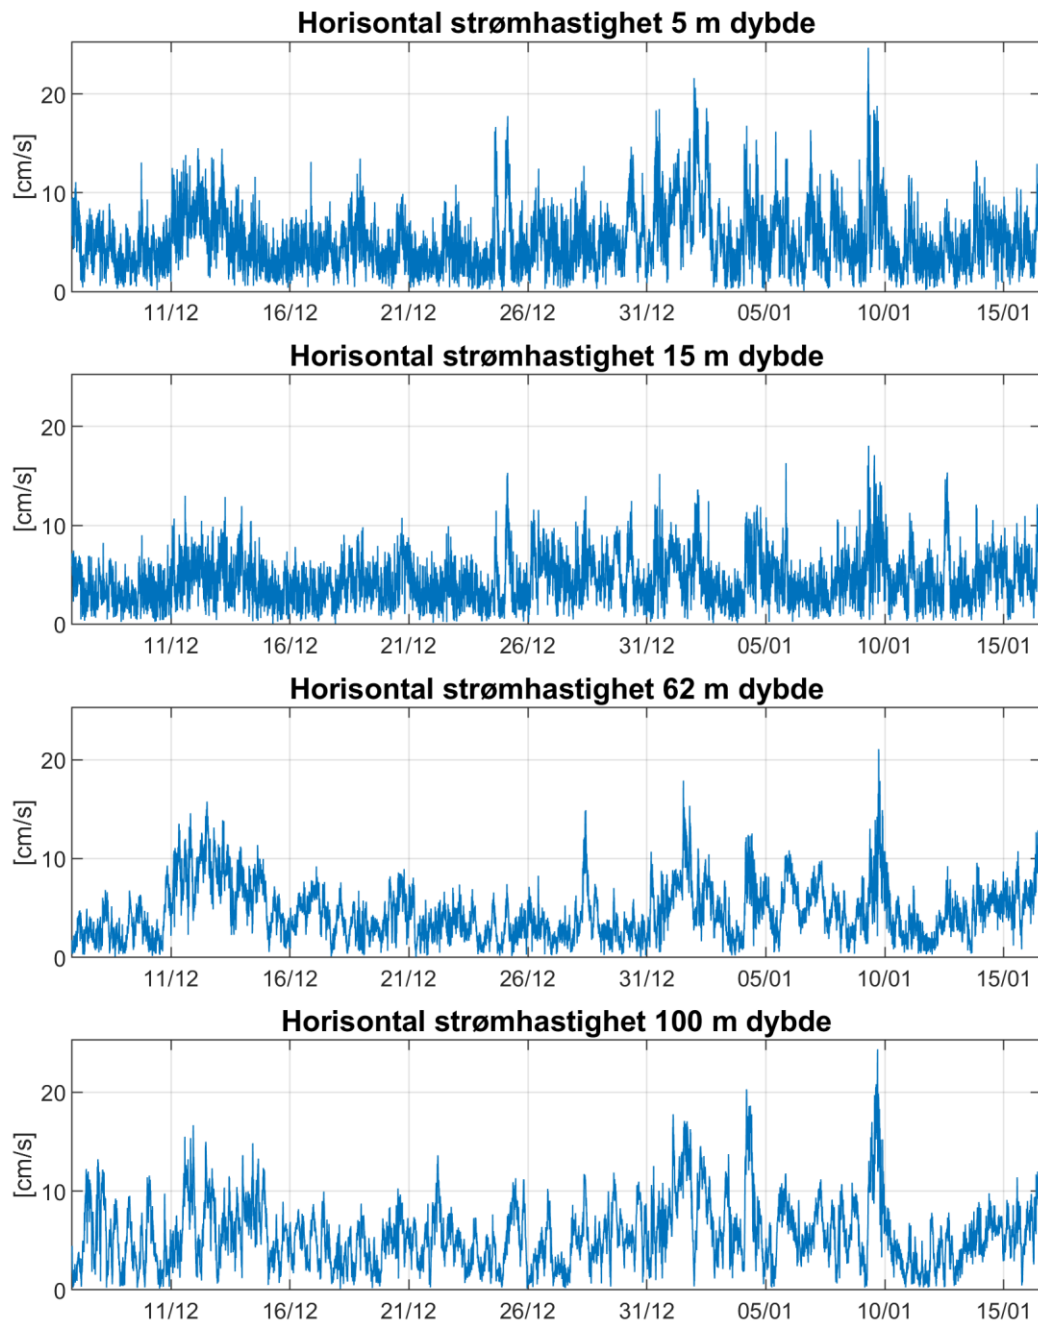 Horisontal strømhastighet 5 m dybde
[cm/s]
20
10
0
11/12 16/12 21/12 26/12 31/12 05/01 10/01 15/01
Horisontal strømhastighet 15 m dybde
[cm/s]
20
10
0
11/12 16/12 21/12 26/12 31/12 05/01 10/01 15/01
Horisontal strømhastighet 62 m dybde
[cm/s]
20
10
0
11/12 16/12 21/12 26/12 31/12 05/01 10/01 15/01
Horisontal strømhastighet 100 m dybde
[cm/s]
20
10
0
11/12 16/12 21/12 26/12 31/12 05/01 10/01 15/01